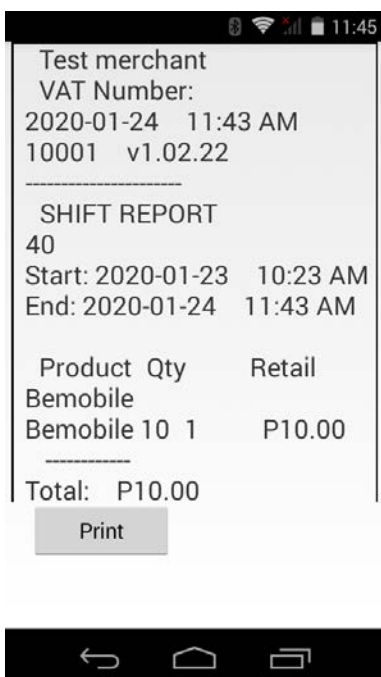 11:45
Test merchant
VAT Number:
2020-01-24 11:43 AM
10001 v1.02.22
----------------------
SHIFT REPORT
40
Start: 2020-01-23 10:23 AM
End: 2020-01-24 11:43 AM
Product Qty Retail
Bemobile
Bemobile 10 1 P10.00
------------
Total: P10.00
Print